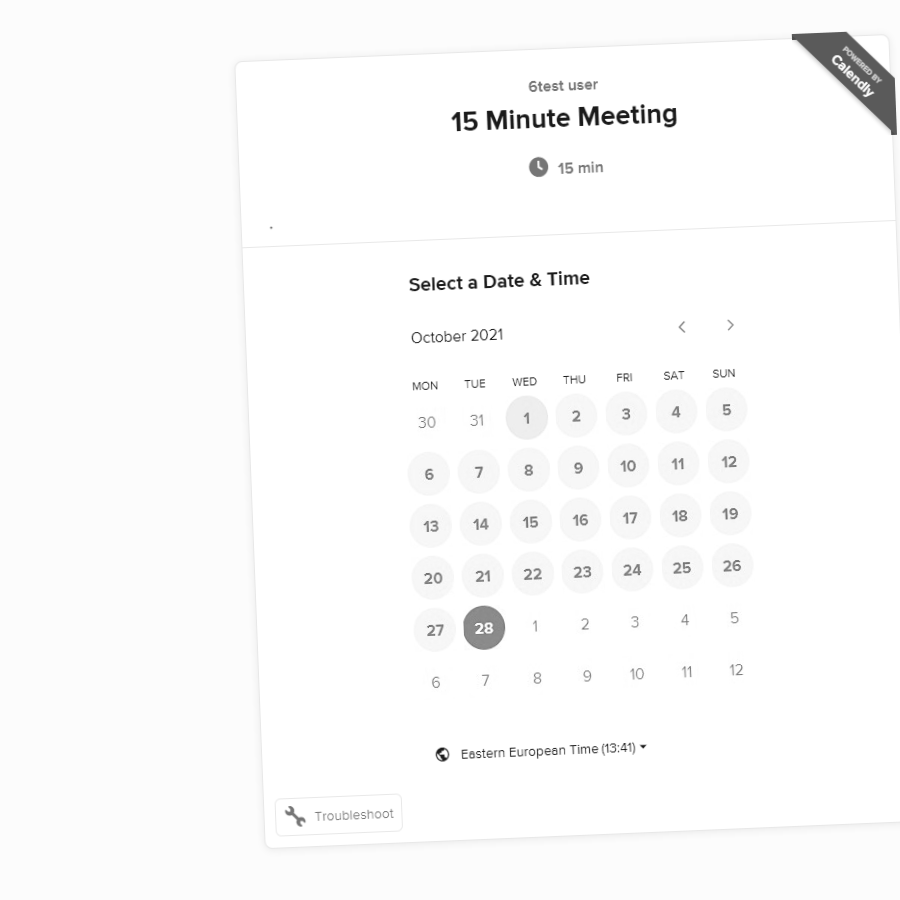 POWERED BY
Calendly
6test user
15 Minute Meeting
15 min
.
Select a Date & Time
October 2021
MON TUE WED THU FRI SAT SUN
30 31 1 2 3 4 5
6 7 8 9 10 11 12
13 14 15 16 17 18 19
20 21 22 23 24 25 26
27 28 1 2 3 4 5
6 7 8 9 10 11 12
Eastern European Time (13:41)
Troubleshoot